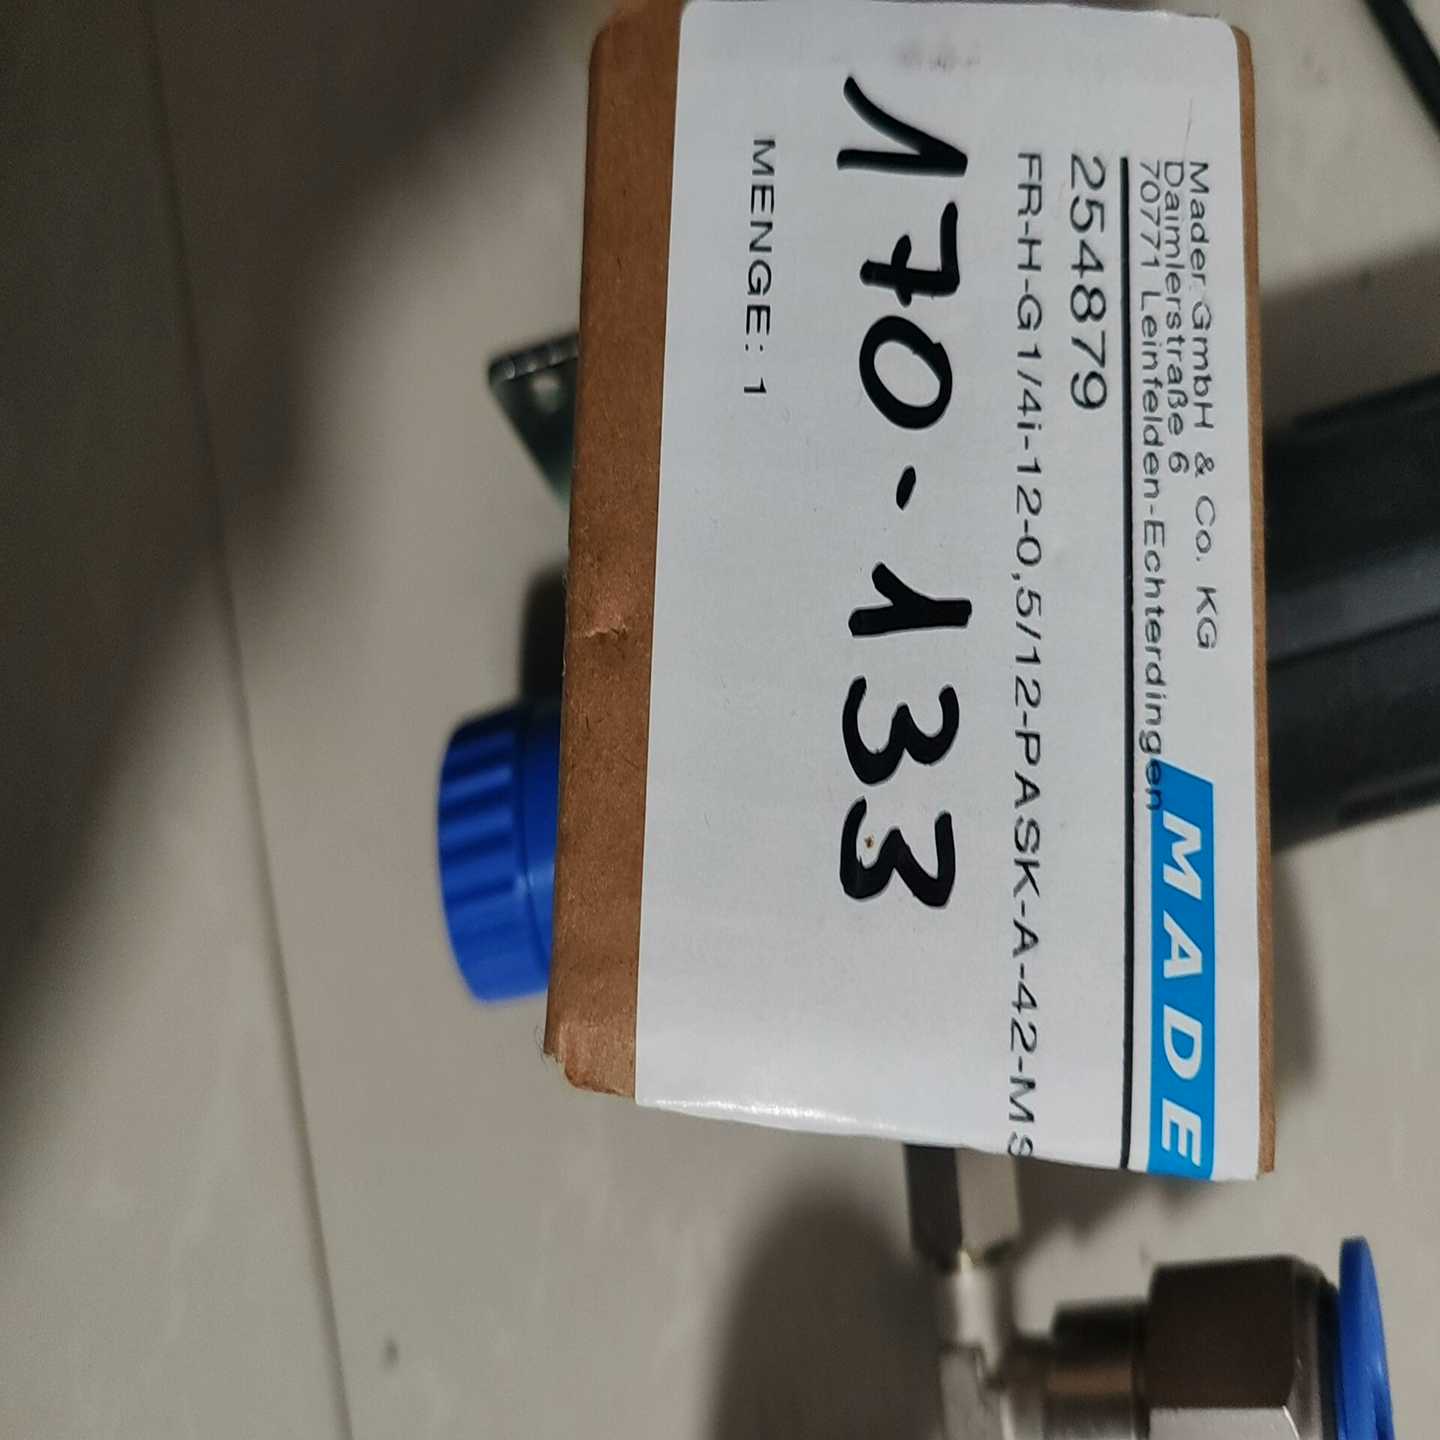 Mader GmbH & Co. KG
Daimlerstraße 6
70771 Leinfelden-Echterdingen
MADE
254879
FR-H-G1/4i-12-0,5/12-PASK-A-42-MS
170-133
MENGE: 1